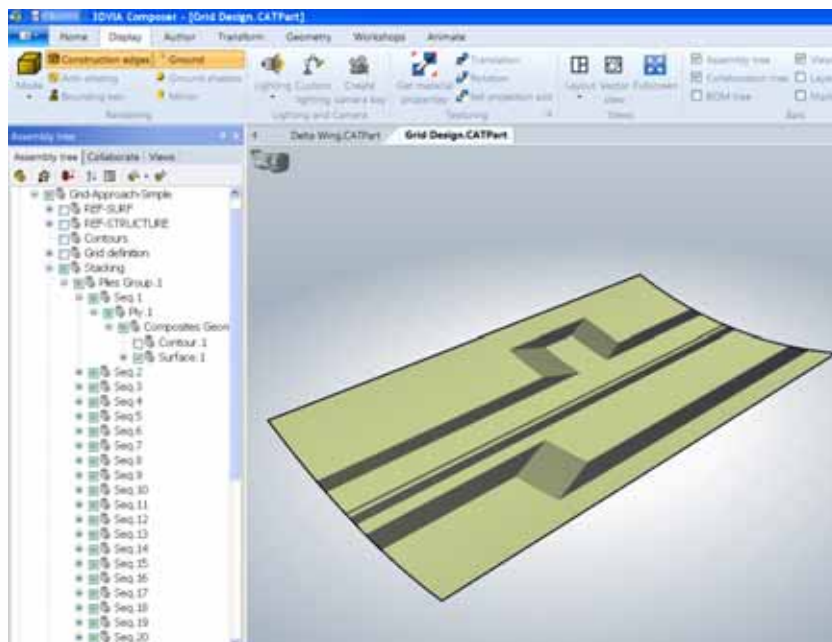 3DVIA Composer - [Grid Design.CATPart]
Home Display Author Transform Geometry Workshops Animate
Construction edges Ground
Anti-aliasing Ground shadow
Mode Mirror
Lighting Custom lighting Create camera key
Get material properties
Translation
Rotation
Layout Vector view Fullscreen
Assembly tree
Collaboration tree
BOM tree
Rendering Lighting and Camera Texturing Views Bars
Assembly tree Delta Wing.CATPart Grid Design.CATPart
Assembly tree Collaborate Views
Grid-Approach-Simple
REF-SURF
REF-STRUCTURE
Contours
Grid definition
Stacking
Plies Group.1
Seq.1
Ply.1
Composites Geom
Contour.1
Surface.1
Seq.2
Seq.3
Seq.4
Seq.5
Seq.6
Seq.7
Seq.8
Seq.9
Seq.10
Seq.11
Seq.12
Seq.13
Seq.14
Seq.15
Seq.16
Seq.17
Seq.18
Seq.19
Seq.20